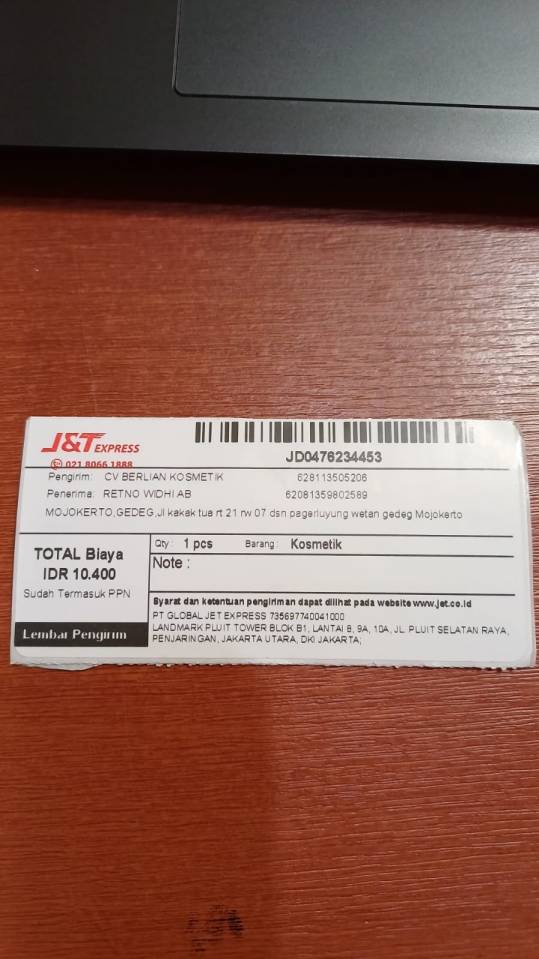 J&T EXPRESS
021 8066 1888
JD0476234453
Pengirim: CV BERLIAN KOSMETIK 628113505206
Penerima: RETNO WIDHI AB 62081359802589
MOJOKERTO,GEDEG,Jl kakak tua rt 21 rw 07 dsn pagerluyung wetan gedeg Mojokerto
TOTAL Biaya
IDR 10.400
Sudah Termasuk PPN
Lembar Pengirim
Qty : 1 pcs Barang : Kosmetik
Note :
Syarat dan ketentuan pengiriman dapat dilihat pada website www.jet.co.id
PT GLOBAL JET EXPRESS 735697740041000
LANDMARK PLUIT TOWER BLOK B1, LANTAI 8, 9A, 10A, JL. PLUIT SELATAN RAYA,
PENJARINGAN, JAKARTA UTARA, DKI JAKARTA;